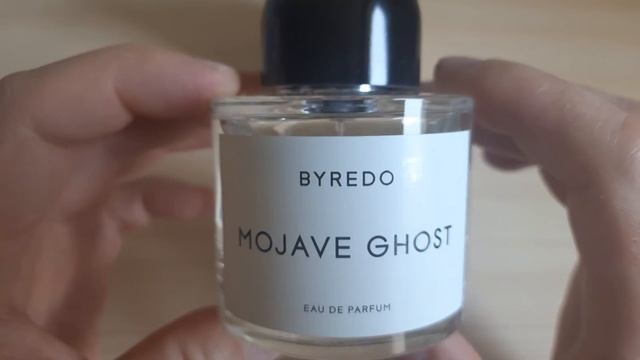 BYREDO
MOJAVE GHOST
EAU DE PARFUM